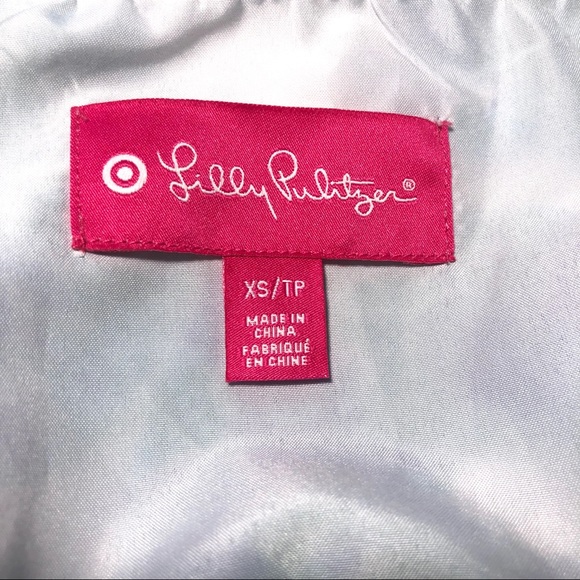 Lilly Pulitzer®
XS/TP
MADE IN
CHINA
FABRIQUÉ
EN CHINE